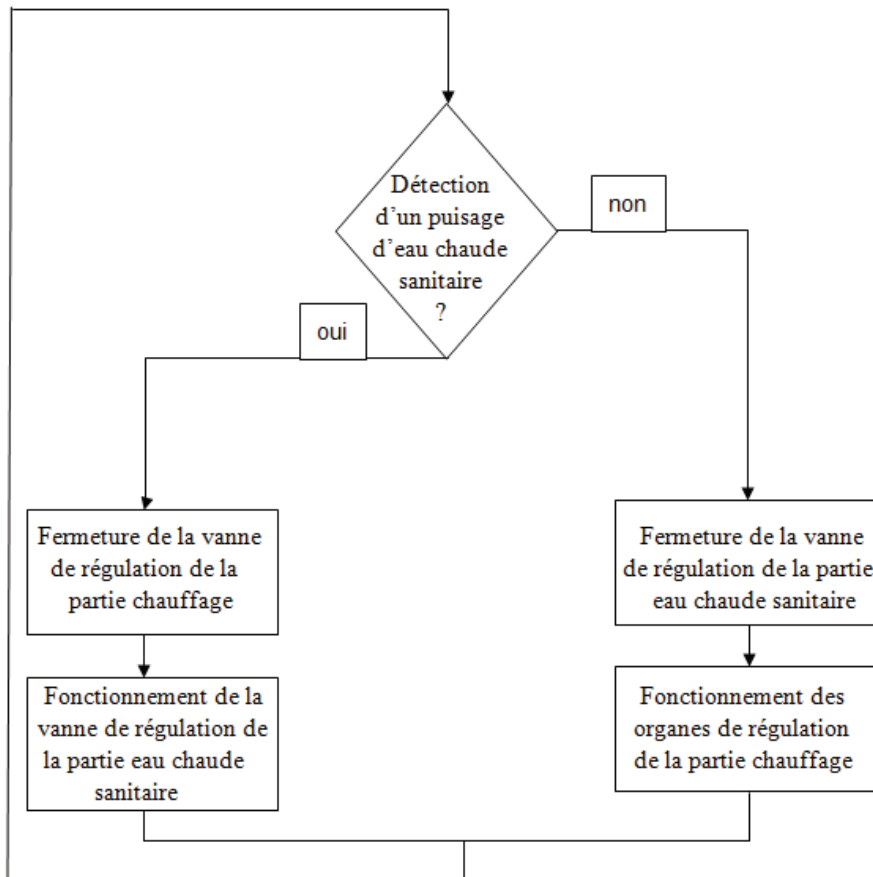 Détection
d'un puisage
d'eau chaude
sanitaire
?
non
oui
Fermeture de la vanne
de régulation de la
partie chauffage
Fermeture de la vanne
de régulation de la partie
eau chaude sanitaire
Fonctionnement de la
vanne de régulation de
la partie eau chaude
sanitaire
Fonctionnement des
organes de régulation
de la partie chauffage